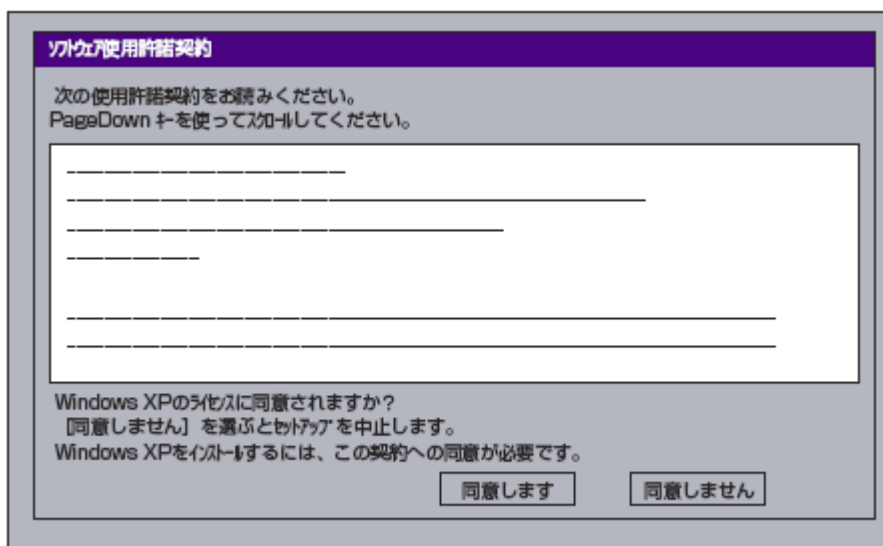 ソフトウェア使用許諾契約
次の使用許諾契約をお読みください。
PageDown キーを使ってスクロールしてください。
Windows XPのライセンスに同意されますか？
［同意しません］を選ぶとセットアップを中止します。
Windows XPをインストールするには、この契約への同意が必要です。
同意します
同意しません